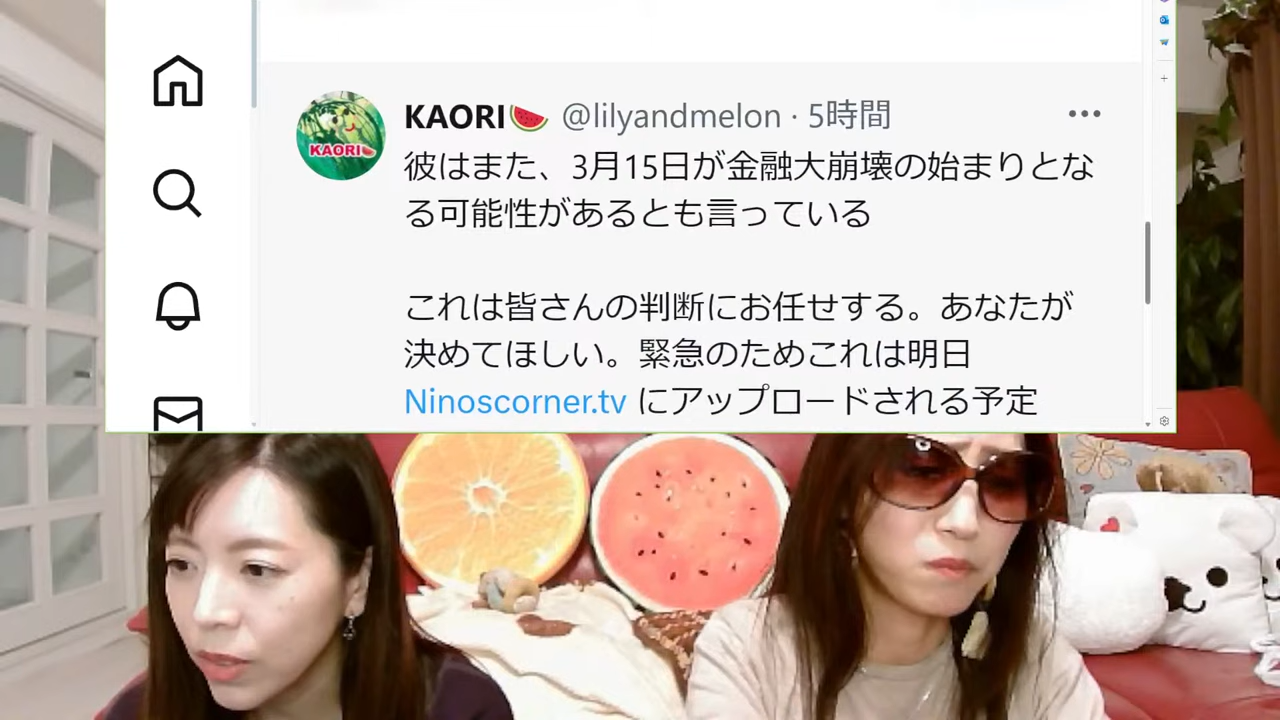 KAORI🍉 @lilyandmelon · 5時間
KAORI🍉
彼はまた、3月15日が金融大崩壊の始まりとな
る可能性があるとも言っている
これは皆さんの判断にお任せする。あなたが
決めてほしい。緊急のためこれは明日
Ninoscorner.tv にアップロードされる予定